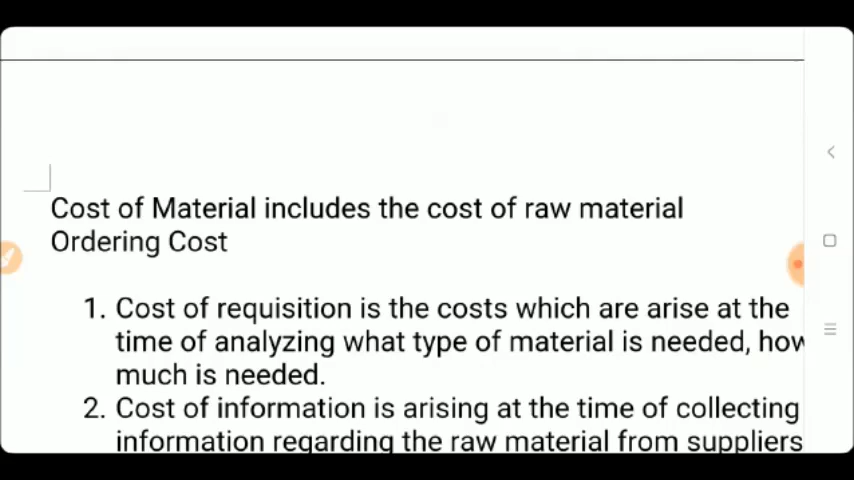 Cost of Material includes the cost of raw material
Ordering Cost
1. Cost of requisition is the costs which are arise at the
time of analyzing what type of material is needed, how
much is needed.
2. Cost of information is arising at the time of collecting
information regarding the raw material from suppliers